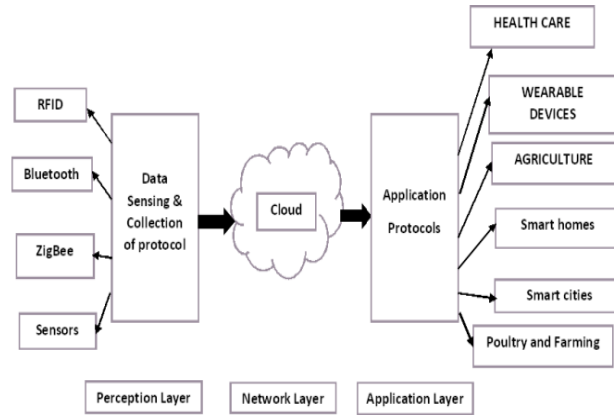 RFID
Bluetooth
ZigBee
Sensors
Data
Sensing &
Collection
of protocol
Cloud
Application
Protocols
HEALTH CARE
WEARABLE
DEVICES
AGRICULTURE
Smart homes
Smart cities
Poultry and Farming
Perception Layer
Network Layer
Application Layer